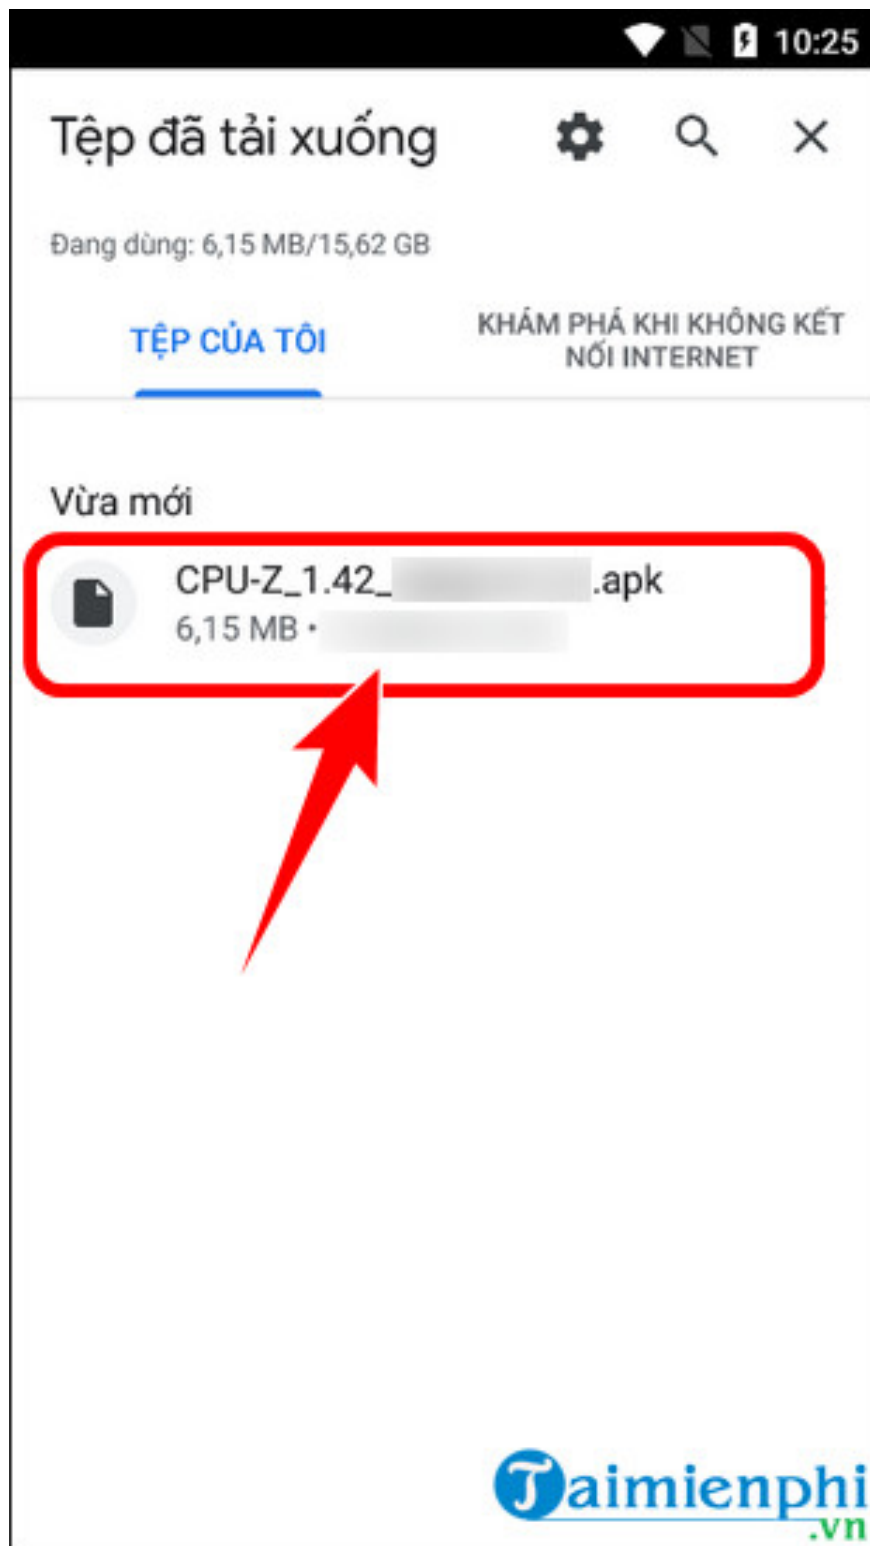 10:25
Tệp đã tải xuống
Đang dùng: 6,15 MB/15,62 GB
TỆP CỦA TÔI
KHÁM PHÁ KHI KHÔNG KẾT
NỐI INTERNET
Vừa mới
CPU-Z_1.42_ .apk
6,15 MB •
Taimienphi
.vn